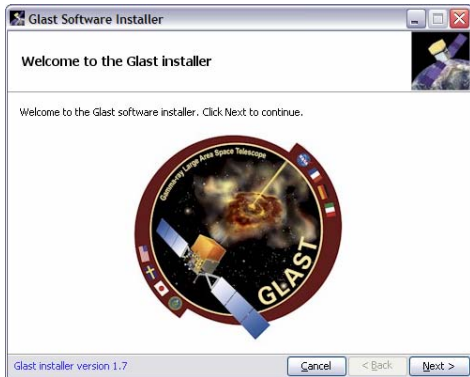 Glast Software Installer
Welcome to the Glast installer
Welcome to the Glast software installer. Click Next to continue.
Gamma-ray Large Area Space Telescope
GLAST
Glast installer version 1.7
Cancel
< Back
Next >